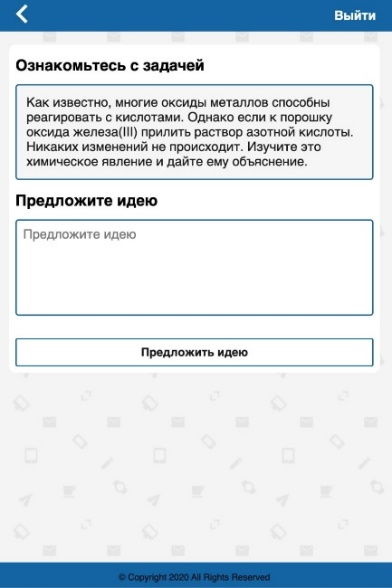 Выйти
Ознакомьтесь с задачей
Как известно, многие оксиды металлов способны
реагировать с кислотами. Однако если к порошку
оксида железа(III) прилить раствор азотной кислоты.
Никаких изменений не происходит. Изучите это
химическое явление и дайте ему объяснение.
Предложите идею
Предложите идею
Предложить идею
© Copyright 2020 All Rights Reserved